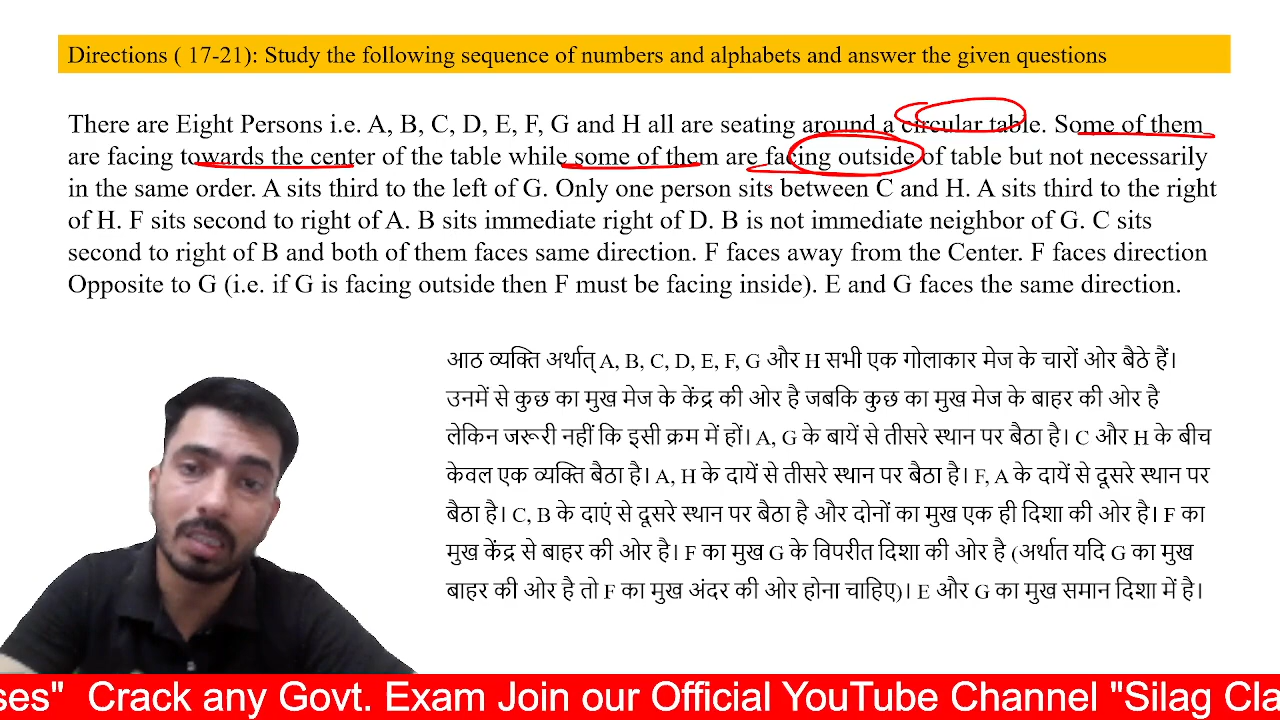 Directions ( 17-21): Study the following sequence of numbers and alphabets and answer the given questions
There are Eight Persons i.e. A, B, C, D, E, F, G and H all are seating around a circular table. Some of them
are facing towards the center of the table while some of them are facing outside of table but not necessarily
in the same order. A sits third to the left of G. Only one person sits between C and H. A sits third to the right
of H. F sits second to right of A. B sits immediate right of D. B is not immediate neighbor of G. C sits
second to right of B and both of them faces same direction. F faces away from the Center. F faces direction
Opposite to G (i.e. if G is facing outside then F must be facing inside). E and G faces the same direction.
आठ व्यक्ति अर्थात् A, B, C, D, E, F, G और H सभी एक गोलाकार मेज के चारों ओर बैठे हैं।
उनमें से कुछ का मुख मेज के केंद्र की ओर है जबकि कुछ का मुख मेज के बाहर की ओर है
लेकिन जरूरी नहीं कि इसी क्रम में हों। A, G के बायें से तीसरे स्थान पर बैठा है। C और H के बीच
केवल एक व्यक्ति बैठा है। A, H के दायें से तीसरे स्थान पर बैठा है। F, A के दायें से दूसरे स्थान पर
बैठा है। C, B के दाएं से दूसरे स्थान पर बैठा है और दोनों का मुख एक ही दिशा की ओर है। F का
मुख केंद्र से बाहर की ओर है। F का मुख G के विपरीत दिशा की ओर है (अर्थात यदि G का मुख
बाहर की ओर है तो F का मुख अंदर की ओर होना चाहिए)। E और G का मुख समान दिशा में है।
ses" Crack any Govt. Exam Join our Official YouTube Channel "Silag Cla